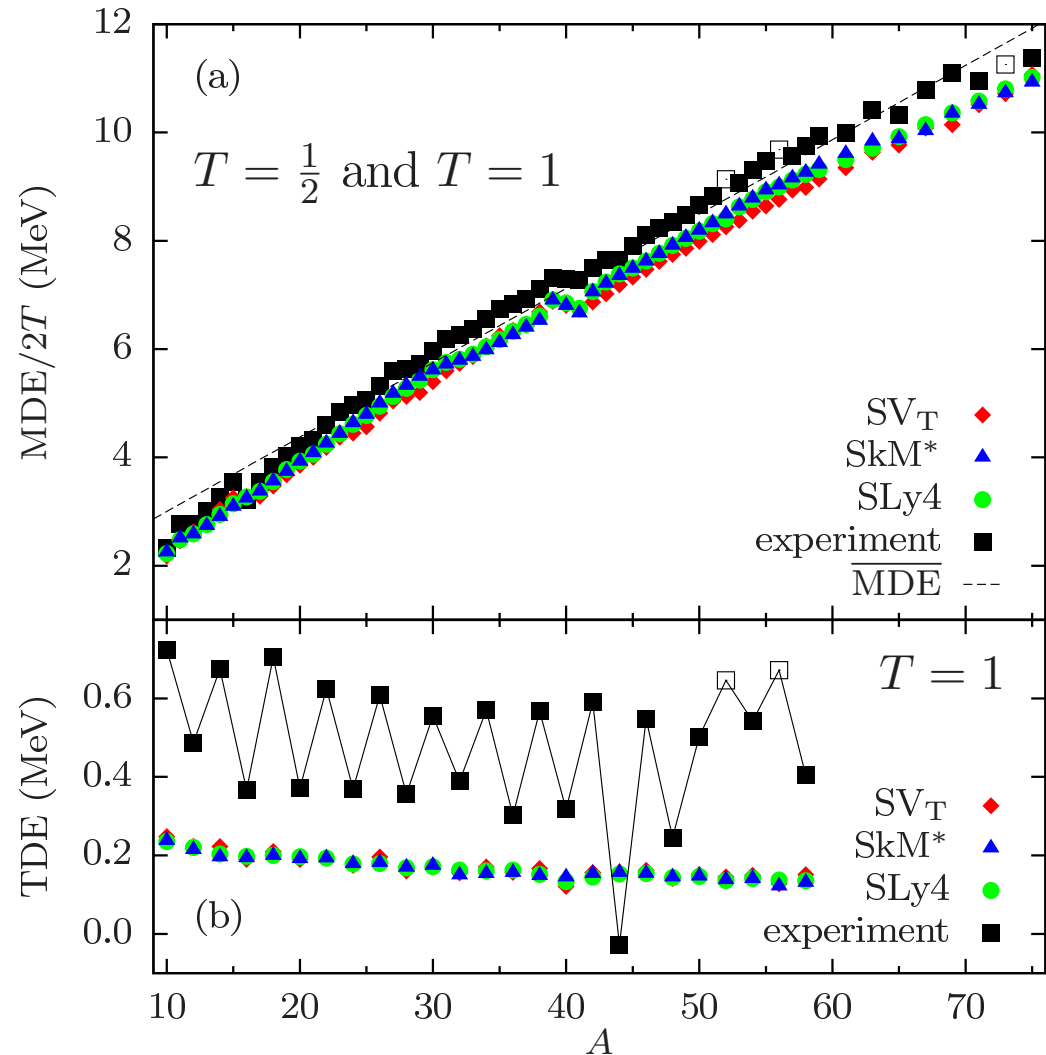 12
10
8
6
4
2
MDE/2T (MeV)
(a)
T = 1/2 and T = 1
SV_T
SkM*
SLy4
experiment
M̅D̅E̅
0.6
0.4
0.2
0.0
TDE (MeV)
T = 1
SV_T
SkM*
SLy4
experiment
(b)
10 20 30 40 50 60 70
A